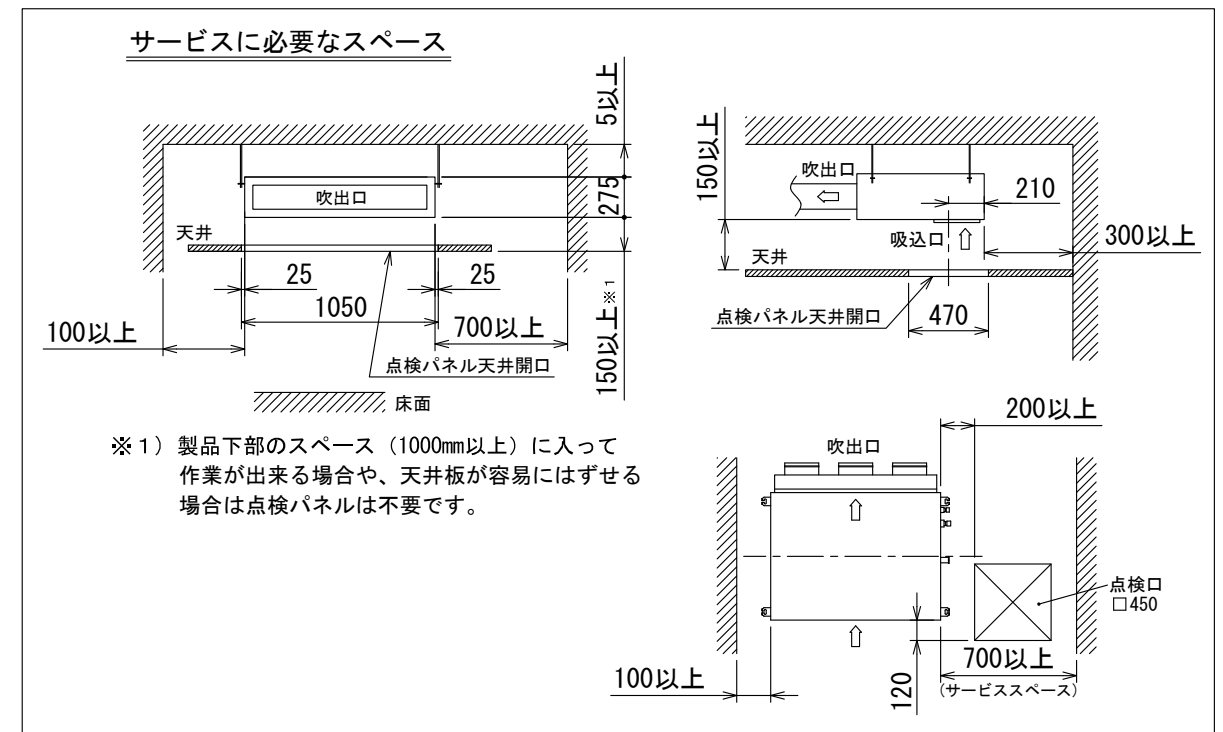 サービスに必要なスペース
5以上
吹出口
275
天井
25
25
1050
100以上
700以上
150以上※1
点検パネル天井開口
床面
※1）製品下部のスペース（1000㎜以上）に入って
作業が出来る場合や、天井板が容易にはずせる
場合は点検パネルは不要です。
150以上
吹出口
210
吸込口
300以上
天井
点検パネル天井開口
470
200以上
吹出口
点検口
□450
100以上
120
700以上
(サービススペース)